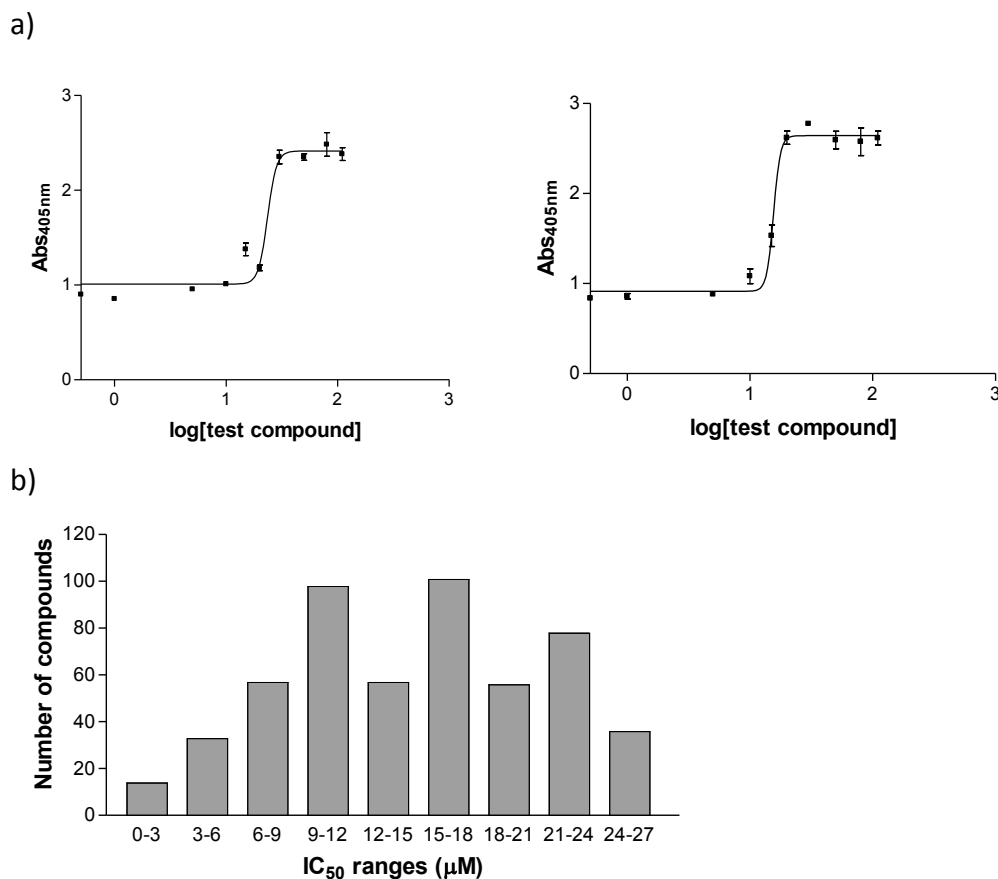 a)
3
2
1
0
Abs405nm
0
1
2
3
log[test compound]
3
2
1
0
Abs405nm
0
1
2
3
log[test compound]
b)
120
100
80
60
40
20
0
Number of compounds
0-3 3-6 6-9 9-12 12-15 15-18 18-21 21-24 24-27
IC50 ranges (μM)